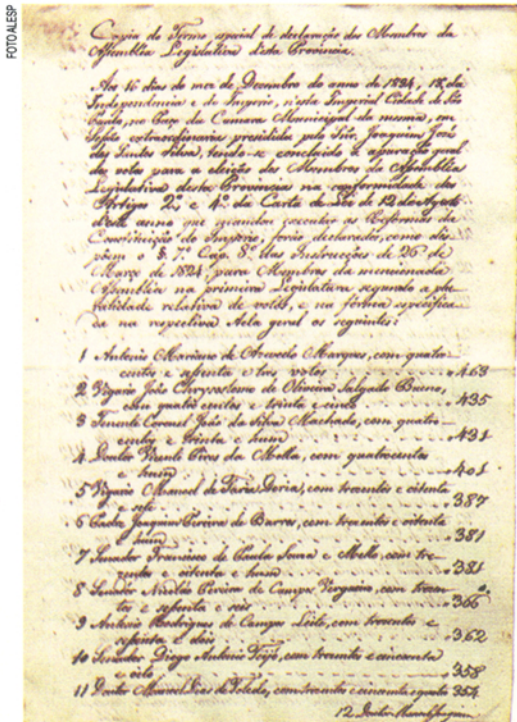 FOTO ALESP
Copia do Termo especial de declaração dos Membros da
Assembléa Legislativa desta Provincia.
Aos 16 dias do mez de Dezembro do anno de 1834, 13º da
Independencia e do Imperio, n'esta Imperial Cidade de São
Paulo, no Paço da Camara Municipal da mesma, em
Sessão extraordinaria presidida pelo Snr. Joaquim José
dos Santos Silva, tendo-se concluido a apuração geral
de votos para a eleição dos Membros da Assembléa
Legislativa desta Provincia na conformidade dos
Artigos 2º e 4º da Carta de Lei de 12 de Agosto
deste anno que mandou executar as Reformas da
Constituição do Imperio, forão declarados, como dis-
põem o § 7º Cap. 8º das Instrucções de 26 de
Março de 1824, para Membros da mencionada
Assembléa na primeira Legislatura segundo a plu-
ralidade relativa de votos, e na forma especifica-
da na respectiva Acta geral os seguintes:
1 Antonio Marianno de Azevedo Marques, com quatro-
centos e sessenta e tres votos 463
2 Vigario João Chrysostomo de Oliveira Salgado Bueno,
com quatro centos e trinta e cinco 435
3 Tenente Coronel João da Silva Machado, com quatro
centos e trinta e hum 431
4 Doutor Vicente Pires da Motta, com quatrocentos
e hum 401
5 Vigario Manoel de Faria Doria, com trezentos e oitenta
e sete 387
6 Padre Joaquim Pereira de Barros, com trezentos e oitenta
e hum 381
7 Senador Francisco de Paula Souza e Mello, com tre-
zentos e oitenta e hum 381
8 Senador Nicolão Pereira de Campos Vergueiro, com trezen-
tos e sessenta e seis 366
9 Antonio Rodrigues de Campos Leite, com trezentos e
sessenta e dois 362
10 Senador Diego Antonio Feijó, com trezentos e cincoenta
e oito 358
11 Doutor Manoel Dias de Toledo, com trezentos e cincoenta e quatro 354
12 Doutor Manoel Joaquim